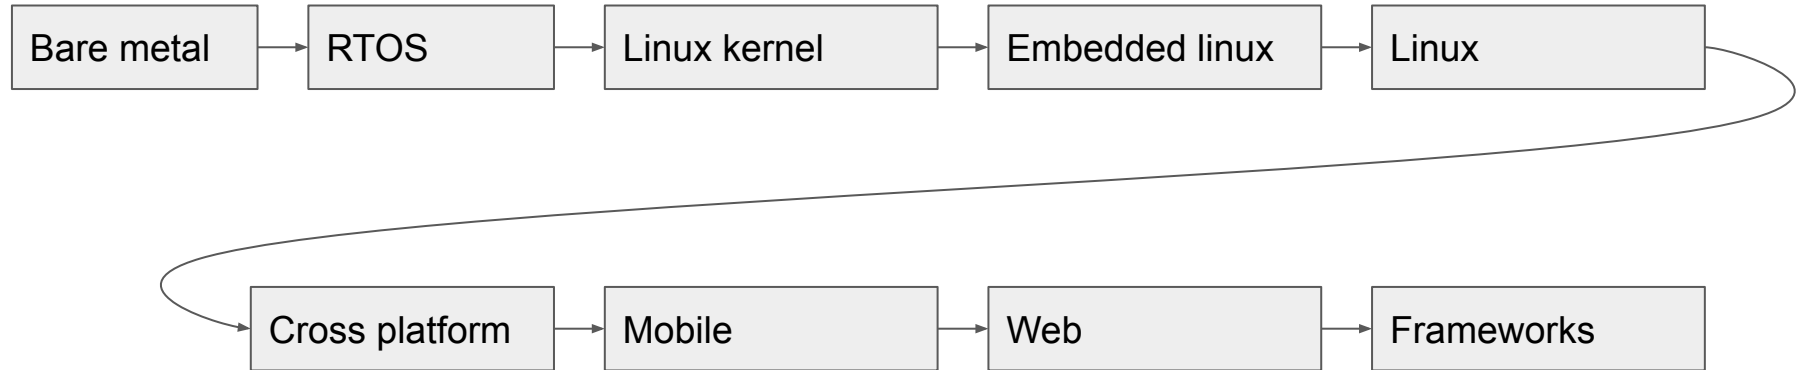 Bare metal
RTOS
Linux kernel
Embedded linux
Linux
Cross platform
Mobile
Web
Frameworks